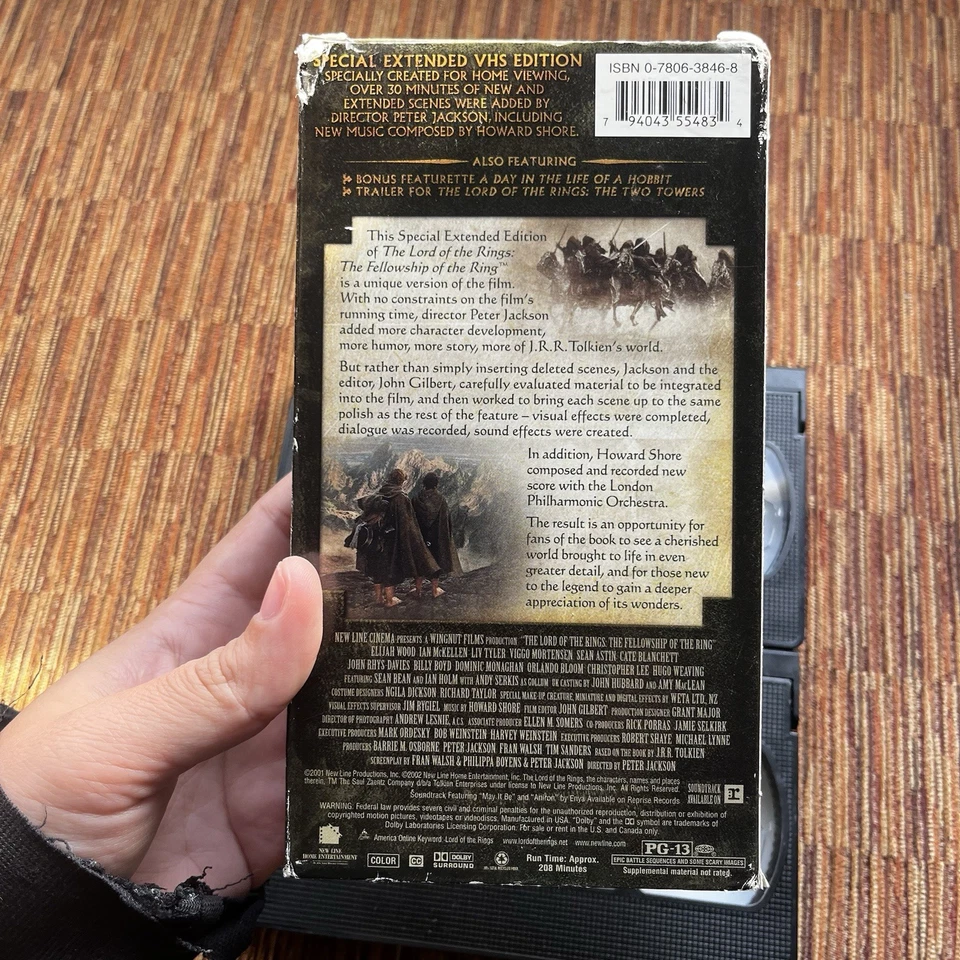 SPECIAL EXTENDED VHS EDITION
SPECIALLY CREATED FOR HOME VIEWING,
OVER 30 MINUTES OF NEW AND
EXTENDED SCENES WERE ADDED BY
DIRECTOR PETER JACKSON, INCLUDING
NEW MUSIC COMPOSED BY HOWARD SHORE.
ISBN 0-7806-3846-8
7 94043 55483 4
ALSO FEATURING
BONUS FEATURETTE A DAY IN THE LIFE OF A HOBBIT
TRAILER FOR THE LORD OF THE RINGS: THE TWO TOWERS
This Special Extended Edition
of The Lord of the Rings:
The Fellowship of the Ring™
is a unique version of the film.
With no constraints on the film's
running time, director Peter Jackson
added more character development,
more humor, more story, more of J.R.R.Tolkien's world.
But rather than simply inserting deleted scenes, Jackson and the
editor, John Gilbert, carefully evaluated material to be integrated
into the film, and then worked to bring each scene up to the same
polish as the rest of the feature – visual effects were completed,
dialogue was recorded, sound effects were created.
In addition, Howard Shore
composed and recorded new
score with the London
Philharmonic Orchestra.
The result is an opportunity for
fans of the book to see a cherished
world brought to life in even
greater detail, and for those new
to the legend to gain a deeper
appreciation of its wonders.
NEW LINE CINEMA PRESENTS A WINGNUT FILMS PRODUCTION "THE LORD OF THE RINGS: THE FELLOWSHIP OF THE RING"
ELIJAH WOOD IAN McKELLEN LIV TYLER VIGGO MORTENSEN SEAN ASTIN CATE BLANCHETT
JOHN RHYS-DAVIES BILLY BOYD DOMINIC MONAGHAN ORLANDO BLOOM CHRISTOPHER LEE HUGO WEAVING
FEATURING SEAN BEAN AND IAN HOLM WITH ANDY SERKIS AS GOLLUM UK CASTING BY JOHN HUBBARD AND AMY MacLEAN
COSTUME DESIGNERS NGILA DICKSON RICHARD TAYLOR SPECIAL MAKE-UP, CREATURE, MINIATURE AND DIGITAL EFFECTS BY WETA LTD, NZ
VISUAL EFFECTS SUPERVISOR JIM RYGIEL MUSIC BY HOWARD SHORE FILM EDITOR JOHN GILBERT PRODUCTION DESIGNER GRANT MAJOR
DIRECTOR OF PHOTOGRAPHY ANDREW LESNIE, A.C.S. ASSOCIATE PRODUCER ELLEN M. SOMERS CO-PRODUCERS RICK PORRAS JAMIE SELKIRK
EXECUTIVE PRODUCERS MARK ORDESKY BOB WEINSTEIN HARVEY WEINSTEIN EXECUTIVE PRODUCERS ROBERT SHAYE MICHAEL LYNNE
PRODUCERS BARRIE M. OSBORNE PETER JACKSON FRAN WALSH TIM SANDERS BASED ON THE BOOK BY J.R.R. TOLKIEN
SCREENPLAY BY FRAN WALSH & PHILIPPA BOYENS & PETER JACKSON DIRECTED BY PETER JACKSON
©2001 New Line Productions, Inc. ©2002 New Line Home Entertainment, Inc. The Lord of the Rings, the characters, names and places
therein, TM The Saul Zaentz Company d/b/a Tolkien Enterprises under license to New Line Productions, Inc. All Rights Reserved.
Soundtrack Featuring "May It Be" and "Aníron" by Enya Available on Reprise Records
SOUNDTRACK
AVAILABLE ON
WARNING: Federal law provides severe civil and criminal penalties for the unauthorized reproduction, distribution or exhibition of
copyrighted motion pictures, videotapes or videodiscs. Manufactured in USA. "Dolby" and the DD symbol are trademarks of
Dolby Laboratories Licensing Corporation. For sale or rent in the U.S. and Canada only.
America Online Keyword: Lord of the Rings www.lordoftherings.net www.newline.com
NEW LINE
HOME ENTERTAINMENT
COLOR
CC
DOLBY
SURROUND
Run Time: Approx.
208 Minutes
PG-13
EPIC BATTLE SEQUENCES AND SOME SCARY IMAGES
Supplemental material not rated.